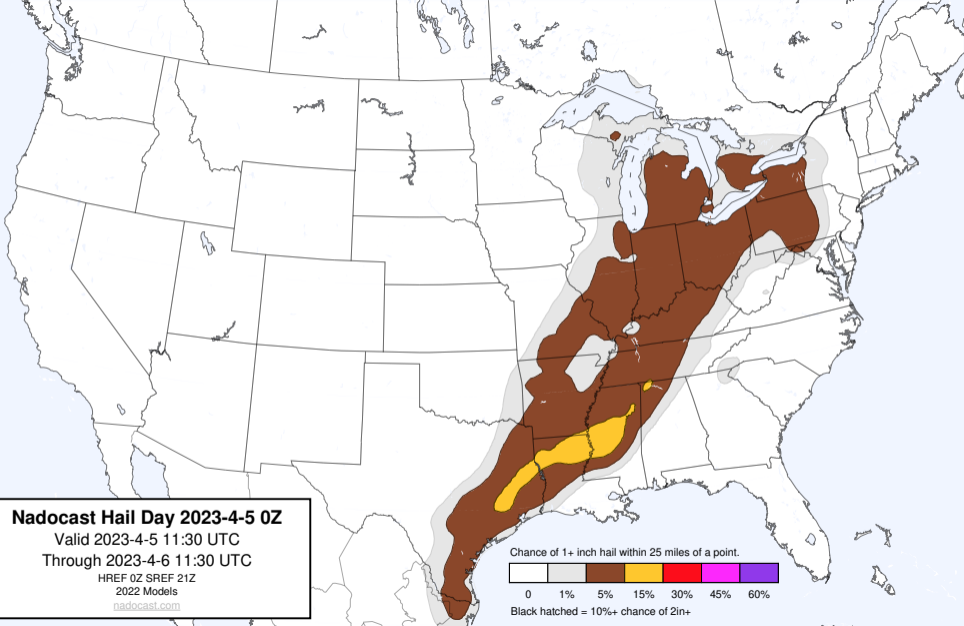 Nadocast Hail Day 2023-4-5 0Z
Valid 2023-4-5 11:30 UTC
Through 2023-4-6 11:30 UTC
HREF 0Z SREF 21Z
2022 Models
nadocast.com
Chance of 1+ inch hail within 25 miles of a point.
0 1% 5% 15% 30% 45% 60%
Black hatched = 10%+ chance of 2in+